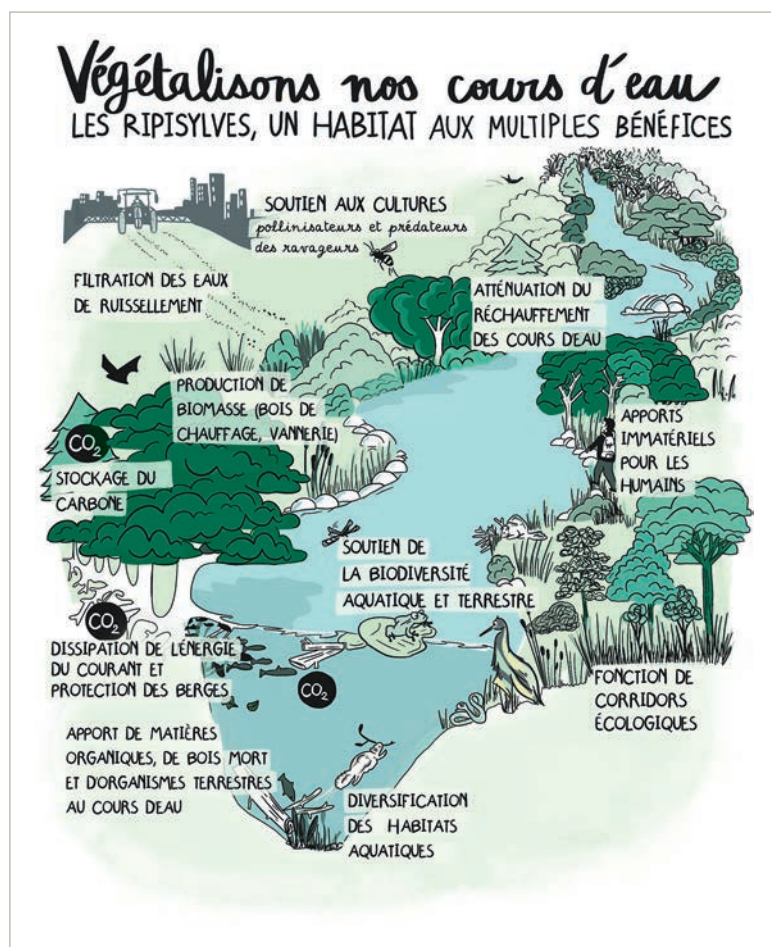 Végétalisons nos cours d'eau
LES RIPISYLVES, UN HABITAT AUX MULTIPLES BÉNÉFICES
SOUTIEN AUX CULTURES
pollinisateurs et prédateurs
des ravageurs
FILTRATION DES EAUX
DE RUISSELLEMENT
ATTÉNUATION DU
RÉCHAUFFEMENT
DES COURS D'EAU
PRODUCTION DE
BIOMASSE (BOIS DE
CHAUFFAGE, VANNERIE)
APPORTS
IMMATÉRIELS
POUR LES
HUMAINS
CO2
STOCKAGE DU
CARBONE
SOUTIEN DE
LA BIODIVERSITÉ
AQUATIQUE ET TERRESTRE
CO2
DISSIPATION DE LÉNERGIE
DU COURANT ET
PROTECTION DES BERGES
CO2
FONCTION DE
CORRIDORS
ÉCOLOGIQUES
APPORT DE MATIÈRES
ORGANIQUES, DE BOIS MORT
ET D'ORGANISMES TERRESTRES
AU COURS DEAU
DIVERSIFICATION
DES HABITATS
AQUATIQUES